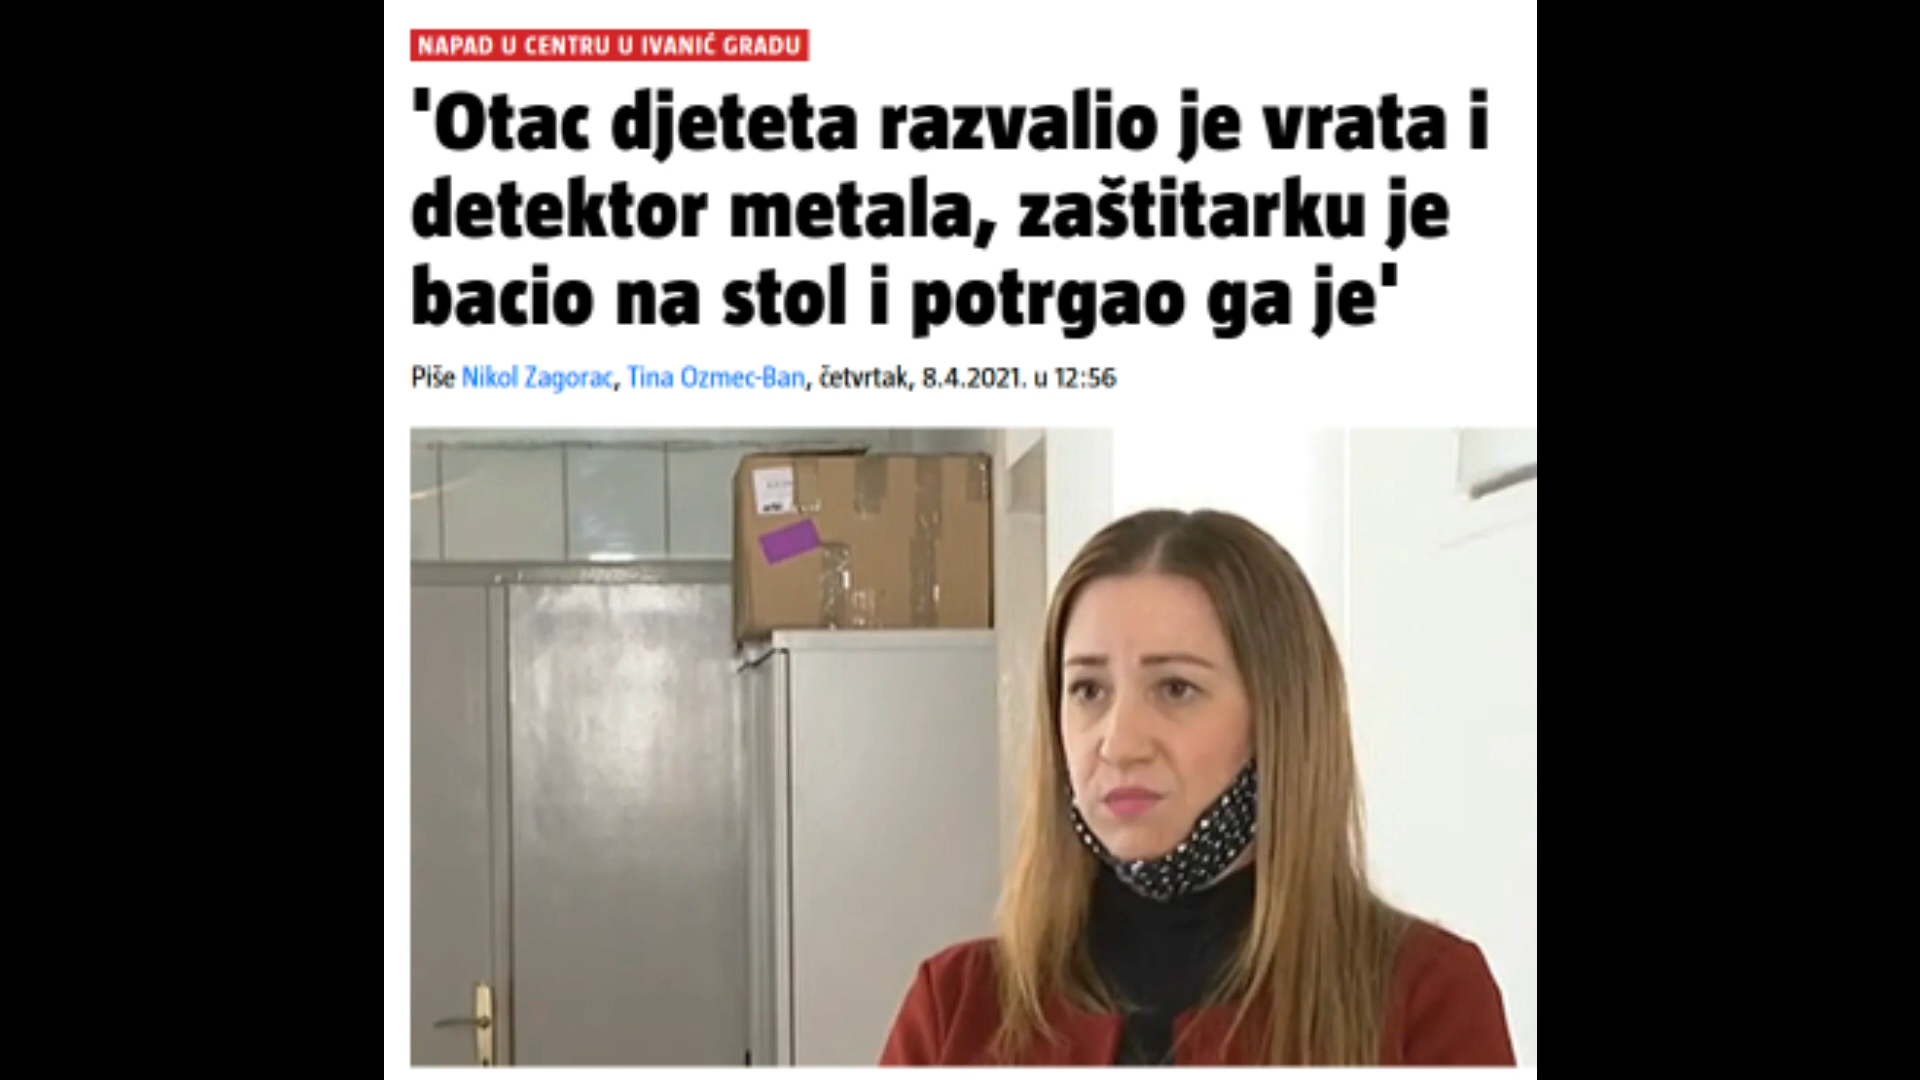 NAPAD U CENTRU U IVANIĆ GRADU
'Otac djeteta razvalio je vrata i
detektor metala, zaštitarku je
bacio na stol i potrgao ga je'
Piše Nikol Zagorac, Tina Ozmec-Ban, četvrtak, 8.4.2021. u 12:56